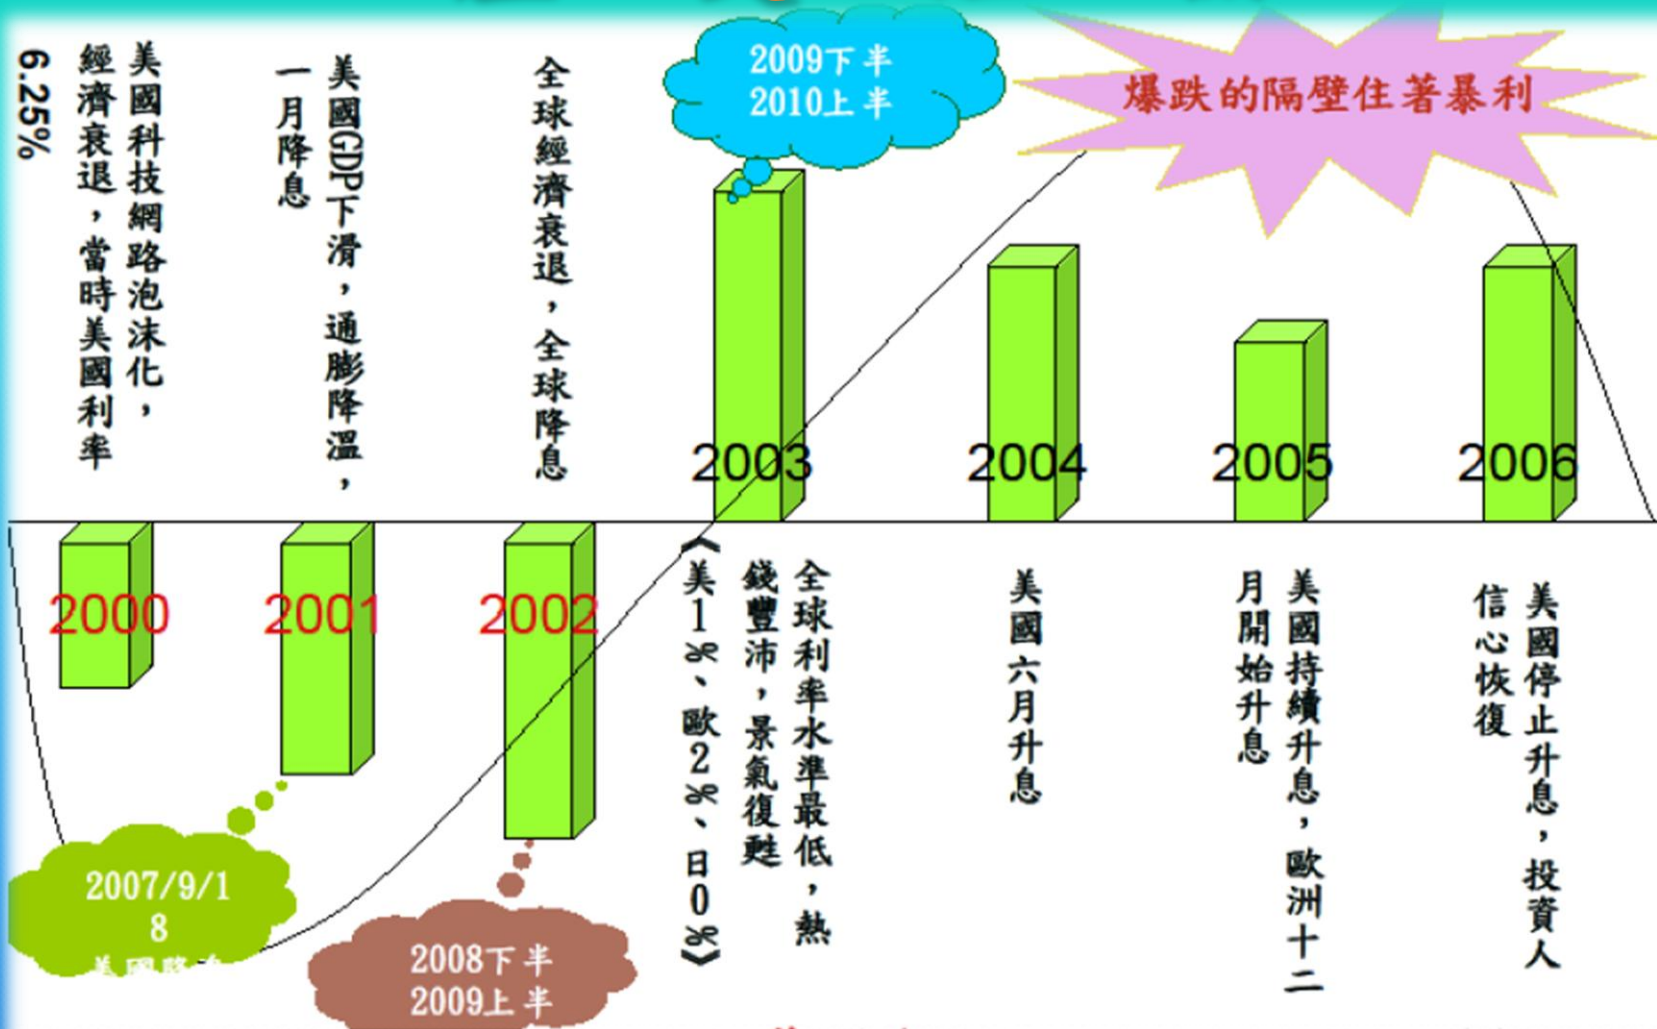 2009下半
2010上半
爆跌的隔壁住著暴利
美國科技網路泡沫化，
經濟衰退，當時美國利率
6.25%
美國GDP下滑，通膨降溫，
一月降息
全球經濟衰退，全球降息
2003
2004
2005
2006
2000
2001
2002
全球利率水準最低，熱
錢豐沛，景氣復甦
《美1%、歐2%、日0%》
美國六月升息
美國持續升息，歐洲十二
月開始升息
美國停止升息，投資人
信心恢復
2007/9/1
8
美國降息
2008下半
2009上半